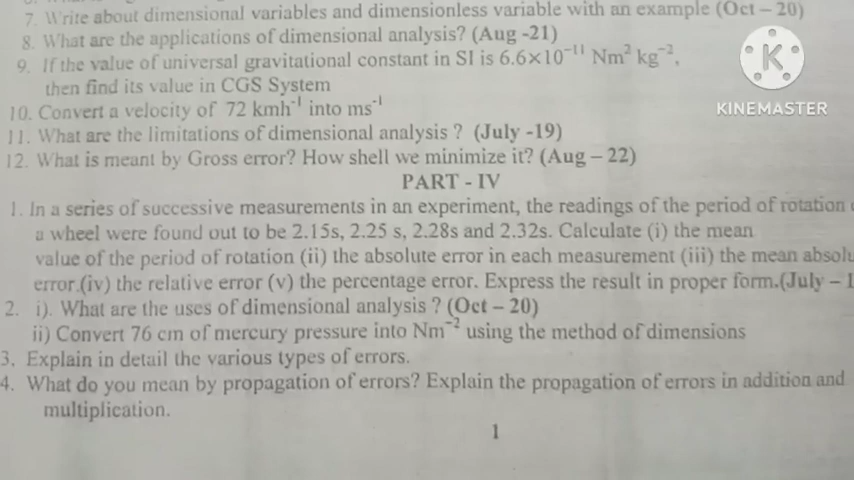 7. Write about dimensional variables and dimensionless variable with an example (Oct – 20)
8. What are the applications of dimensional analysis? (Aug -21)
9. If the value of universal gravitational constant in SI is 6.6×10⁻¹¹ Nm² kg⁻²,
then find its value in CGS System
KINEMASTER
10. Convert a velocity of 72 kmh⁻¹ into ms⁻¹
11. What are the limitations of dimensional analysis ? (July -19)
12. What is meant by Gross error? How shell we minimize it? (Aug – 22)
PART - IV
1. In a series of successive measurements in an experiment, the readings of the period of rotation
a wheel were found out to be 2.15s, 2.25 s, 2.28s and 2.32s. Calculate (i) the mean
value of the period of rotation (ii) the absolute error in each measurement (iii) the mean absolu
error.(iv) the relative error (v) the percentage error. Express the result in proper form.(July – 1
2. i). What are the uses of dimensional analysis ? (Oct – 20)
ii) Convert 76 cm of mercury pressure into Nm⁻² using the method of dimensions
3. Explain in detail the various types of errors.
4. What do you mean by propagation of errors? Explain the propagation of errors in addition and
multiplication.
1